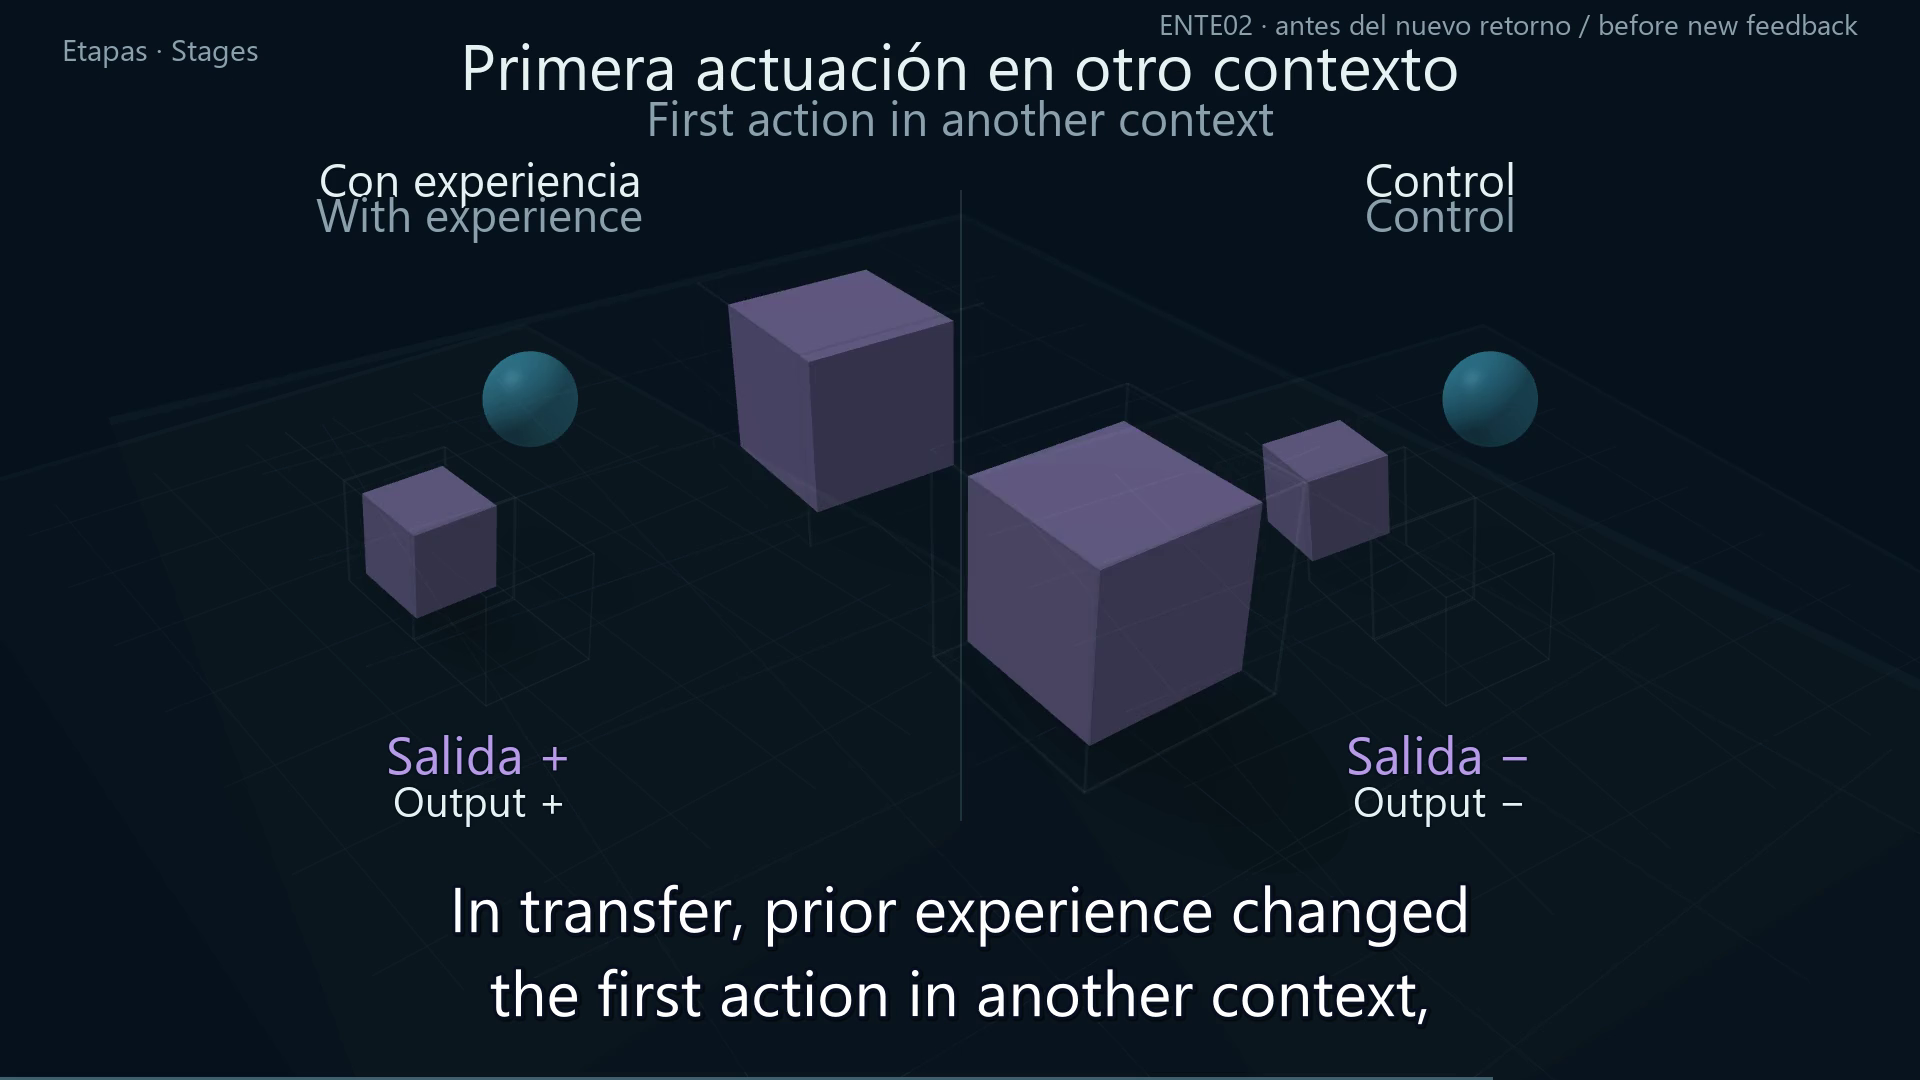 Etapas · Stages
ENTE02 · antes del nuevo retorno / before new feedback
Primera actuación en otro contexto
First action in another context
Con experiencia
With experience
Control
Control
Salida +
Output +
Salida −
Output −
In transfer, prior experience changed
the first action in another context,